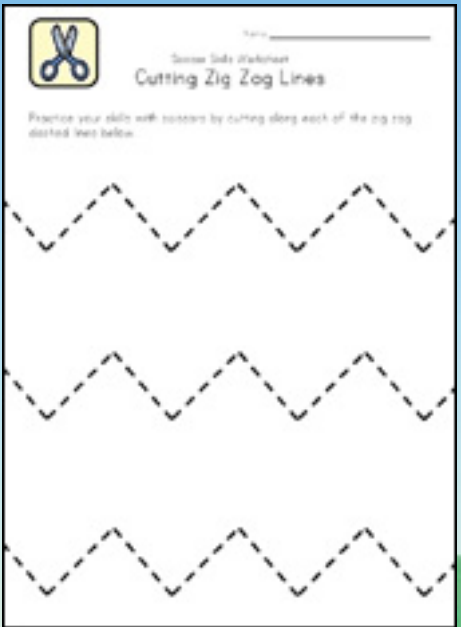 Name
Scissor Skills Worksheet
Cutting Zig Zag Lines
Practice your skills with scissors by cutting along each of the zig zag
dashed lines below.